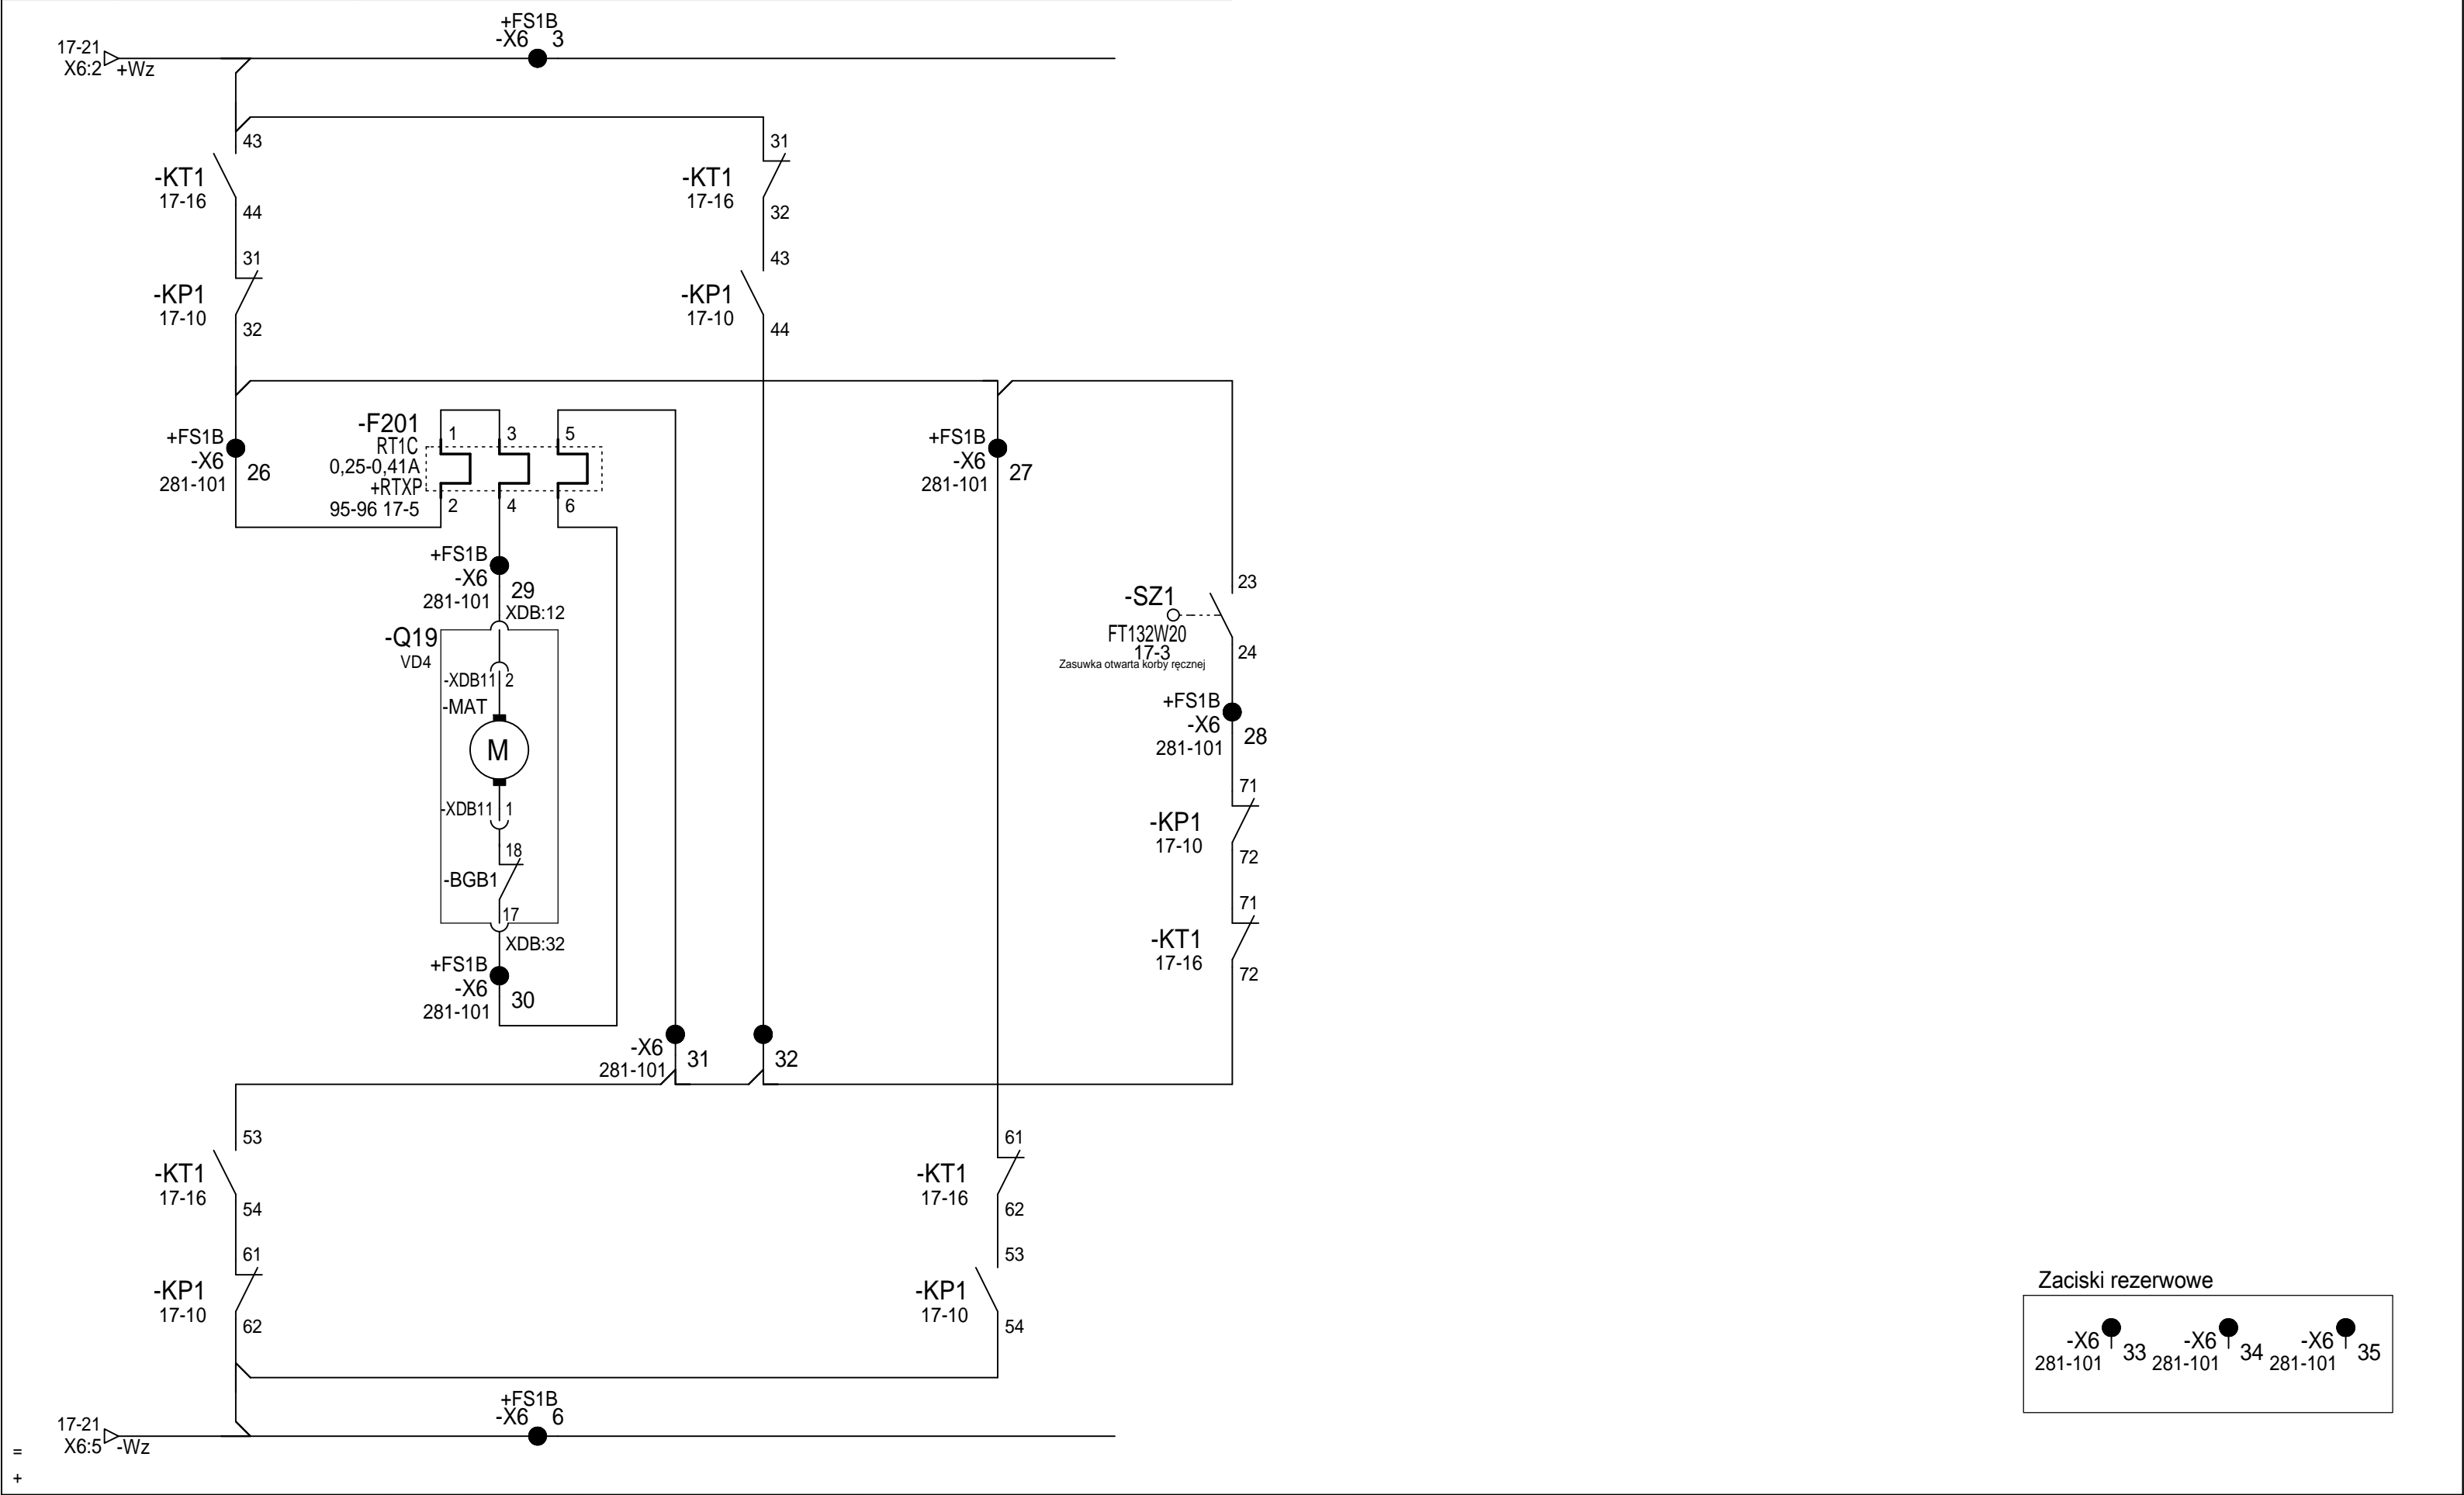 +FS1B
-X6 3
17-21
X6:2 +Wz
43
-KT1
17-16
44
31
-KT1
17-16
32
31
-KP1
17-10
32
43
-KP1
17-10
44
+FS1B
-X6
281-101
26
-F201
RT1C
0,25-0,41A
+RTXP
95-96 17-5
1 3 5
2 4 6
+FS1B
-X6
281-101
27
+FS1B
-X6
281-101
29
XDB:12
-Q19
VD4
-XDB11 2
-MAT
M
-XDB11 1
18
-BGB1
17
XDB:32
+FS1B
-X6
281-101
30
23
-SZ1
FT132W20
17-3
Zasuwka otwarta korby ręcznej
24
+FS1B
-X6
281-101
28
71
-KP1
17-10
72
71
-KT1
17-16
72
-X6
281-101
31
32
53
-KT1
17-16
54
61
-KT1
17-16
62
61
-KP1
17-10
62
53
-KP1
17-10
54
Zaciski rezerwowe
-X6
281-101
33
-X6
281-101
34
-X6
281-101
35
+FS1B
-X6 6
17-21
X6:5 -Wz
=
+